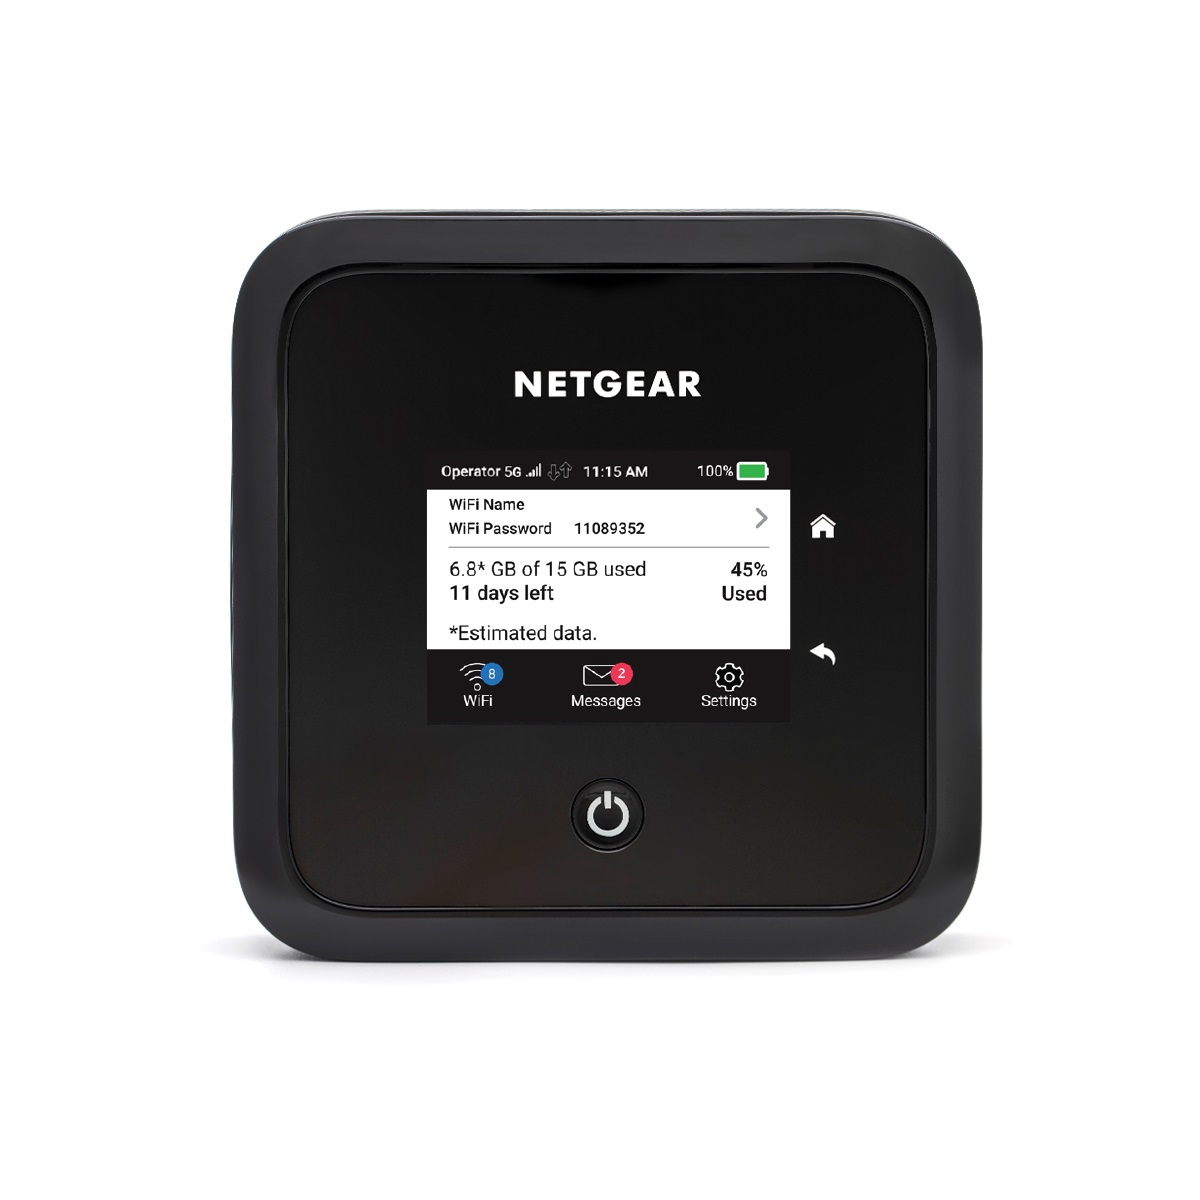 NETGEAR
Operator 5G 11:15 AM 100%
WiFi Name
WiFi Password 11089352
6.8* GB of 15 GB used 45%
11 days left Used
*Estimated data.
8 2
WiFi Messages Settings